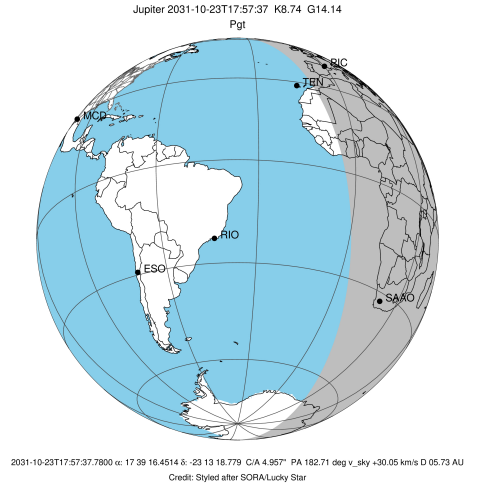 Jupiter 2031-10-23T17:57:37  K8.74  G14.14
Pgt
PIC
TEN
MCD
RIO
ESO
SAAO
2031-10-23T17:57:37.7800 α: 17 39 16.4514 δ: -23 13 18.779  C/A 4.957"  PA 182.71 deg v_sky +30.05 km/s D 05.73 AU
Credit: Styled after SORA/Lucky Star